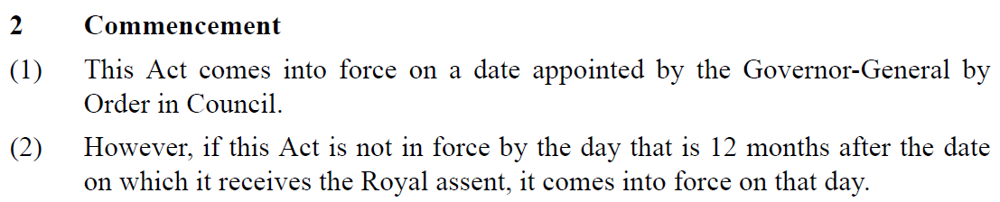 2 Commencement
(1) This Act comes into force on a date appointed by the Governor-General by
Order in Council.
(2) However, if this Act is not in force by the day that is 12 months after the date
on which it receives the Royal assent, it comes into force on that day.